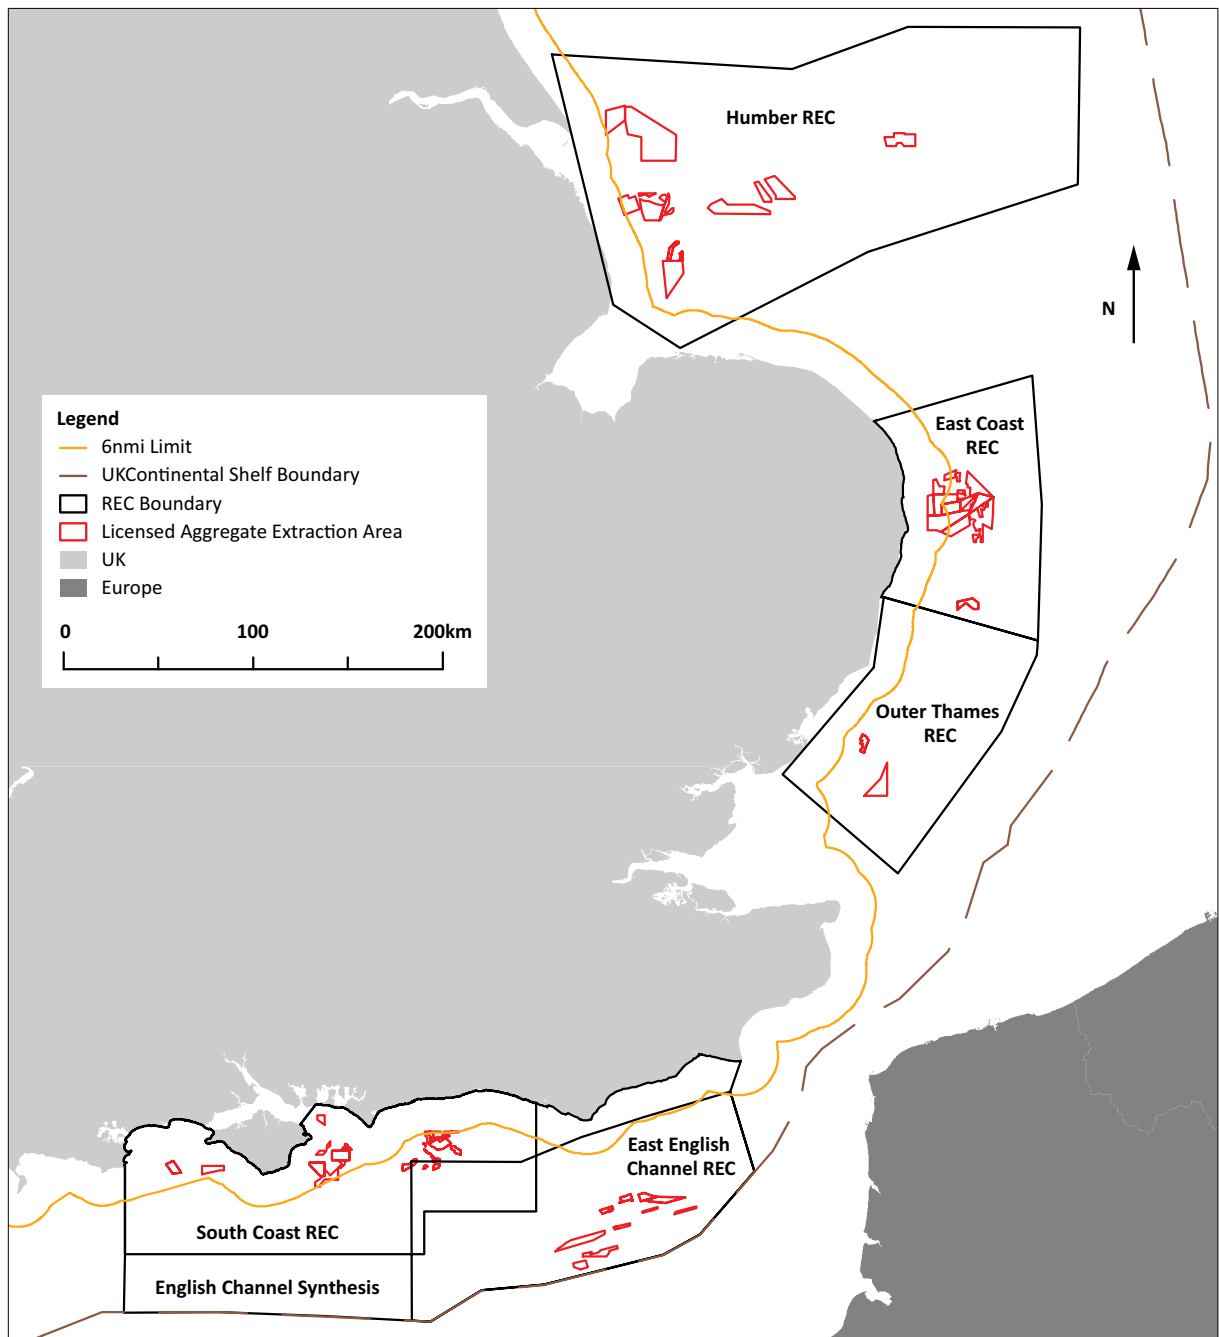 Humber REC
N
East Coast
REC
Legend
6nmi Limit
UKContinental Shelf Boundary
REC Boundary
Licensed Aggregate Extraction Area
UK
Europe
0 100 200km
Outer Thames
REC
East English
Channel REC
South Coast REC
English Channel Synthesis